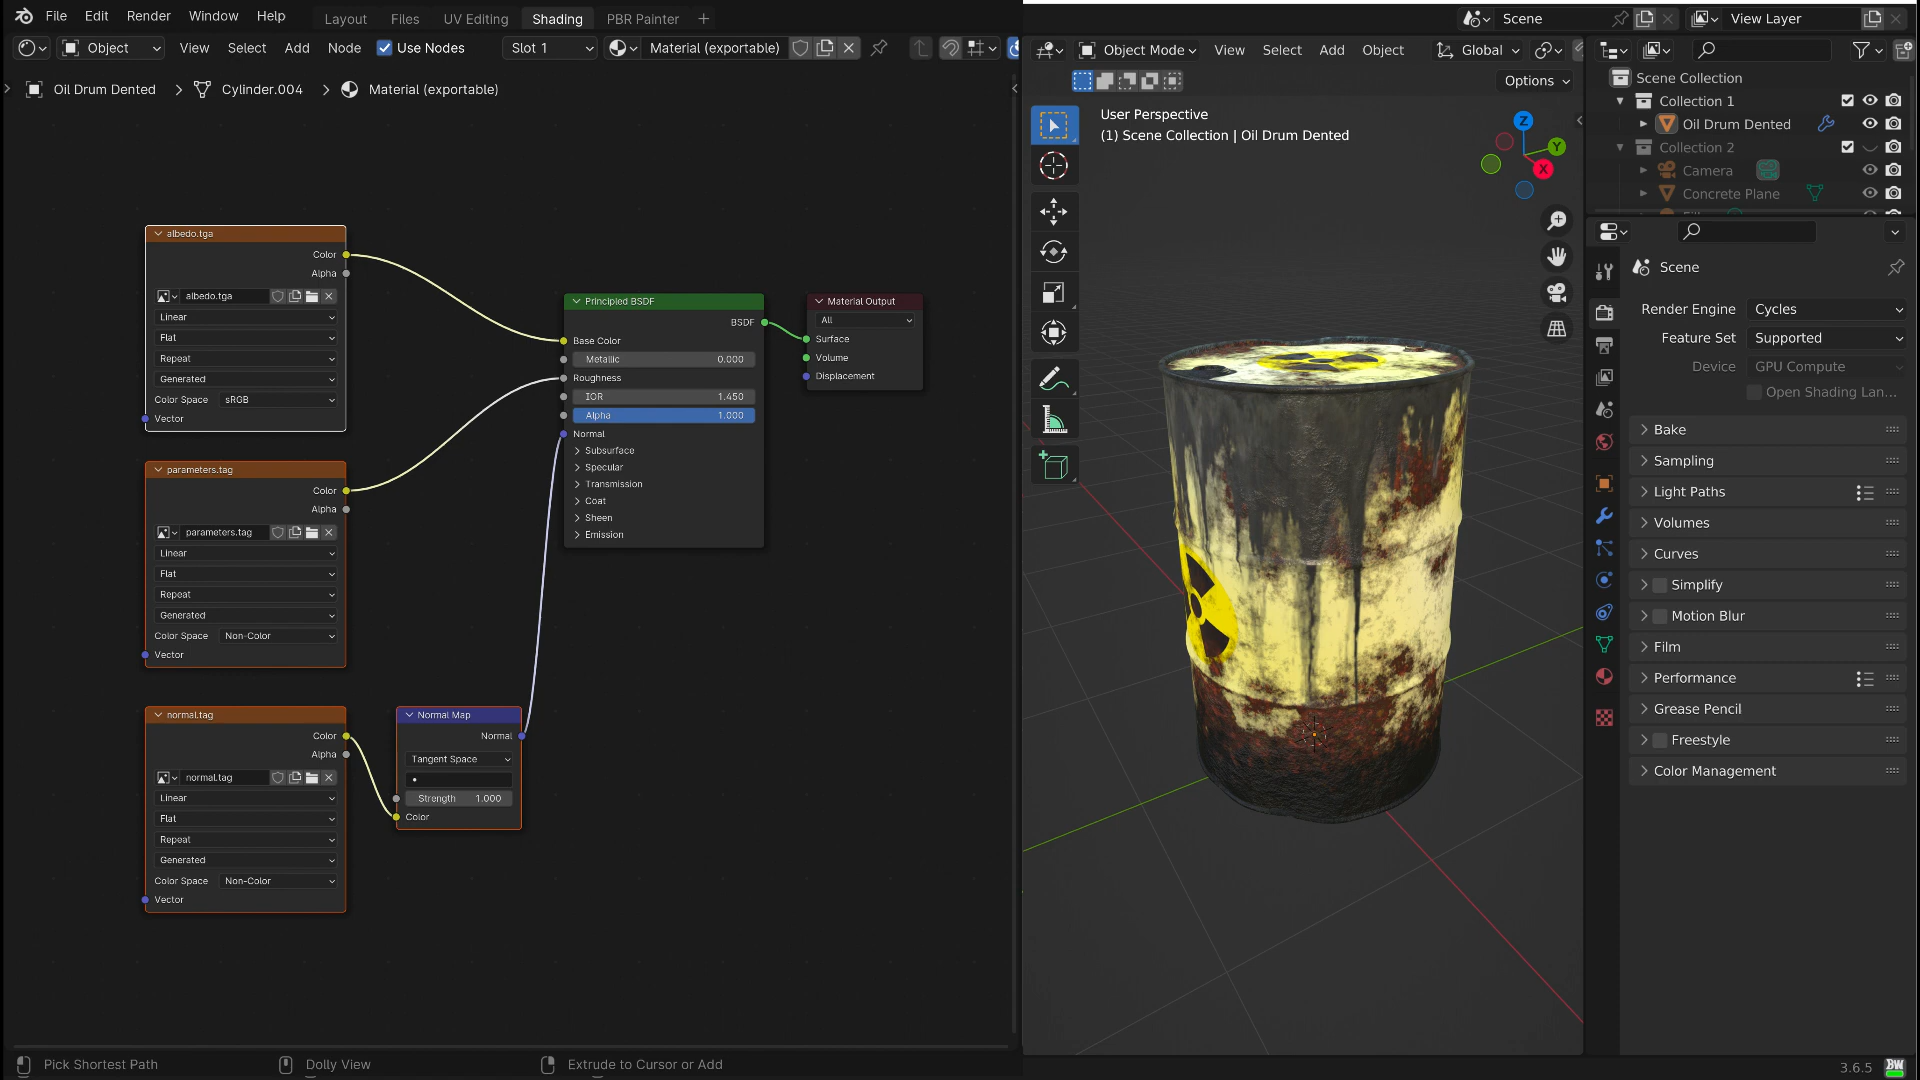 File Edit Render Window Help
Layout Files UV Editing Shading PBR Painter +
Scene
View Layer
Object View Select Add Node Use Nodes Slot 1 Material (exportable)
Object Mode View Select Add Object Global
Options
Oil Drum Dented > Cylinder.004 > Material (exportable)
User Perspective
(1) Scene Collection | Oil Drum Dented
Z
Y
X
albedo.tga
Color
Alpha
albedo.tga
Linear
Flat
Repeat
Generated
Color Space sRGB
Vector
parameters.tag
Color
Alpha
parameters.tag
Linear
Flat
Repeat
Generated
Color Space Non-Color
Vector
normal.tag
Color
Alpha
normal.tag
Linear
Flat
Repeat
Generated
Color Space Non-Color
Vector
Normal Map
Normal
Tangent Space
Strength 1.000
Color
Principled BSDF
BSDF
Base Color
Metallic 0.000
Roughness
IOR 1.450
Alpha 1.000
Normal
Subsurface
Specular
Transmission
Coat
Sheen
Emission
Material Output
All
Surface
Volume
Displacement
Scene Collection
Collection 1
Oil Drum Dented
Collection 2
Camera
Concrete Plane
Scene
Render Engine Cycles
Feature Set Supported
Device GPU Compute
Open Shading Lan...
Bake
Sampling
Light Paths
Volumes
Curves
Simplify
Motion Blur
Film
Performance
Grease Pencil
Freestyle
Color Management
Pick Shortest Path
Dolly View
Extrude to Cursor or Add
3.6.5
BW